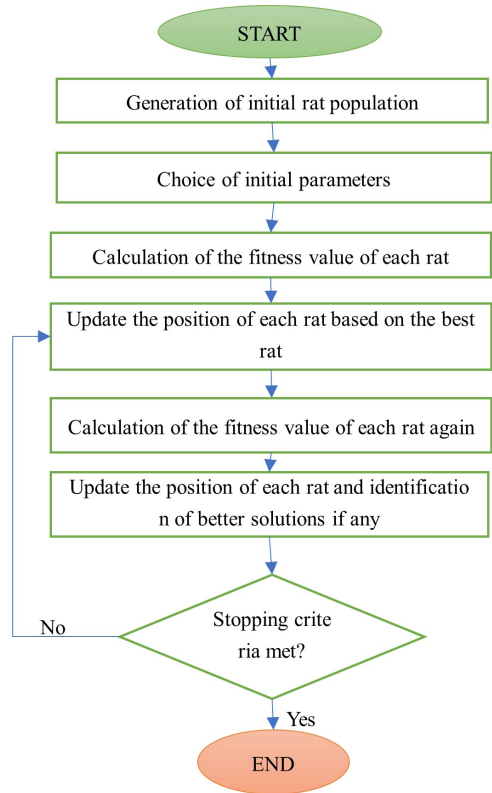 START
Generation of initial rat population
Choice of initial parameters
Calculation of the fitness value of each rat
Update the position of each rat based on the best
rat
Calculation of the fitness value of each rat again
Update the position of each rat and identificatio
n of better solutions if any
Stopping crite
ria met?
No
Yes
END